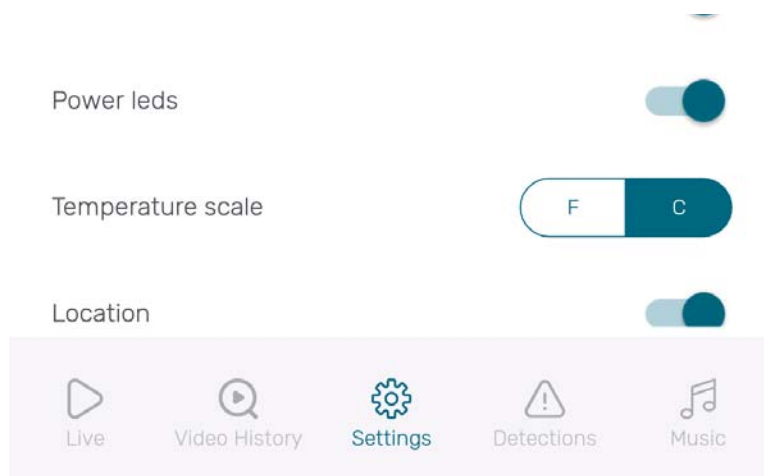 Power leds
Temperature scale F C
Location
Live Video History Settings Detections Music